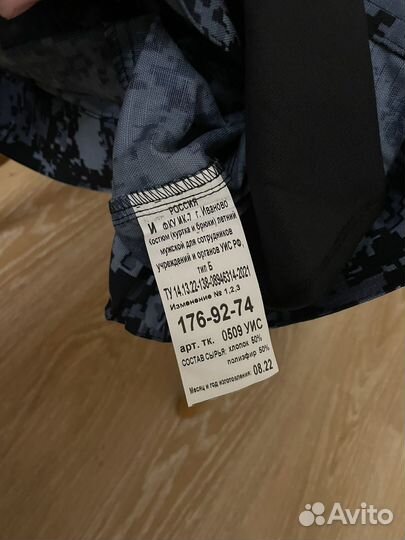 РОССИЯ
И ФКУ ИК-7 г. Иваново
Костюм (куртка и брюки) летний
мужской для сотрудников
учреждений и органов УИС РФ,
тип Б
ТУ 14.13.22-138-08946314-2021
Изменение № 1,2,3
176-92-74
арт. тк. 0509 УИС
СОСТАВ СЫРЬЯ: хлопок 50%
полиэфир 50%
Месяц и год изготовления: 08.22
Avito